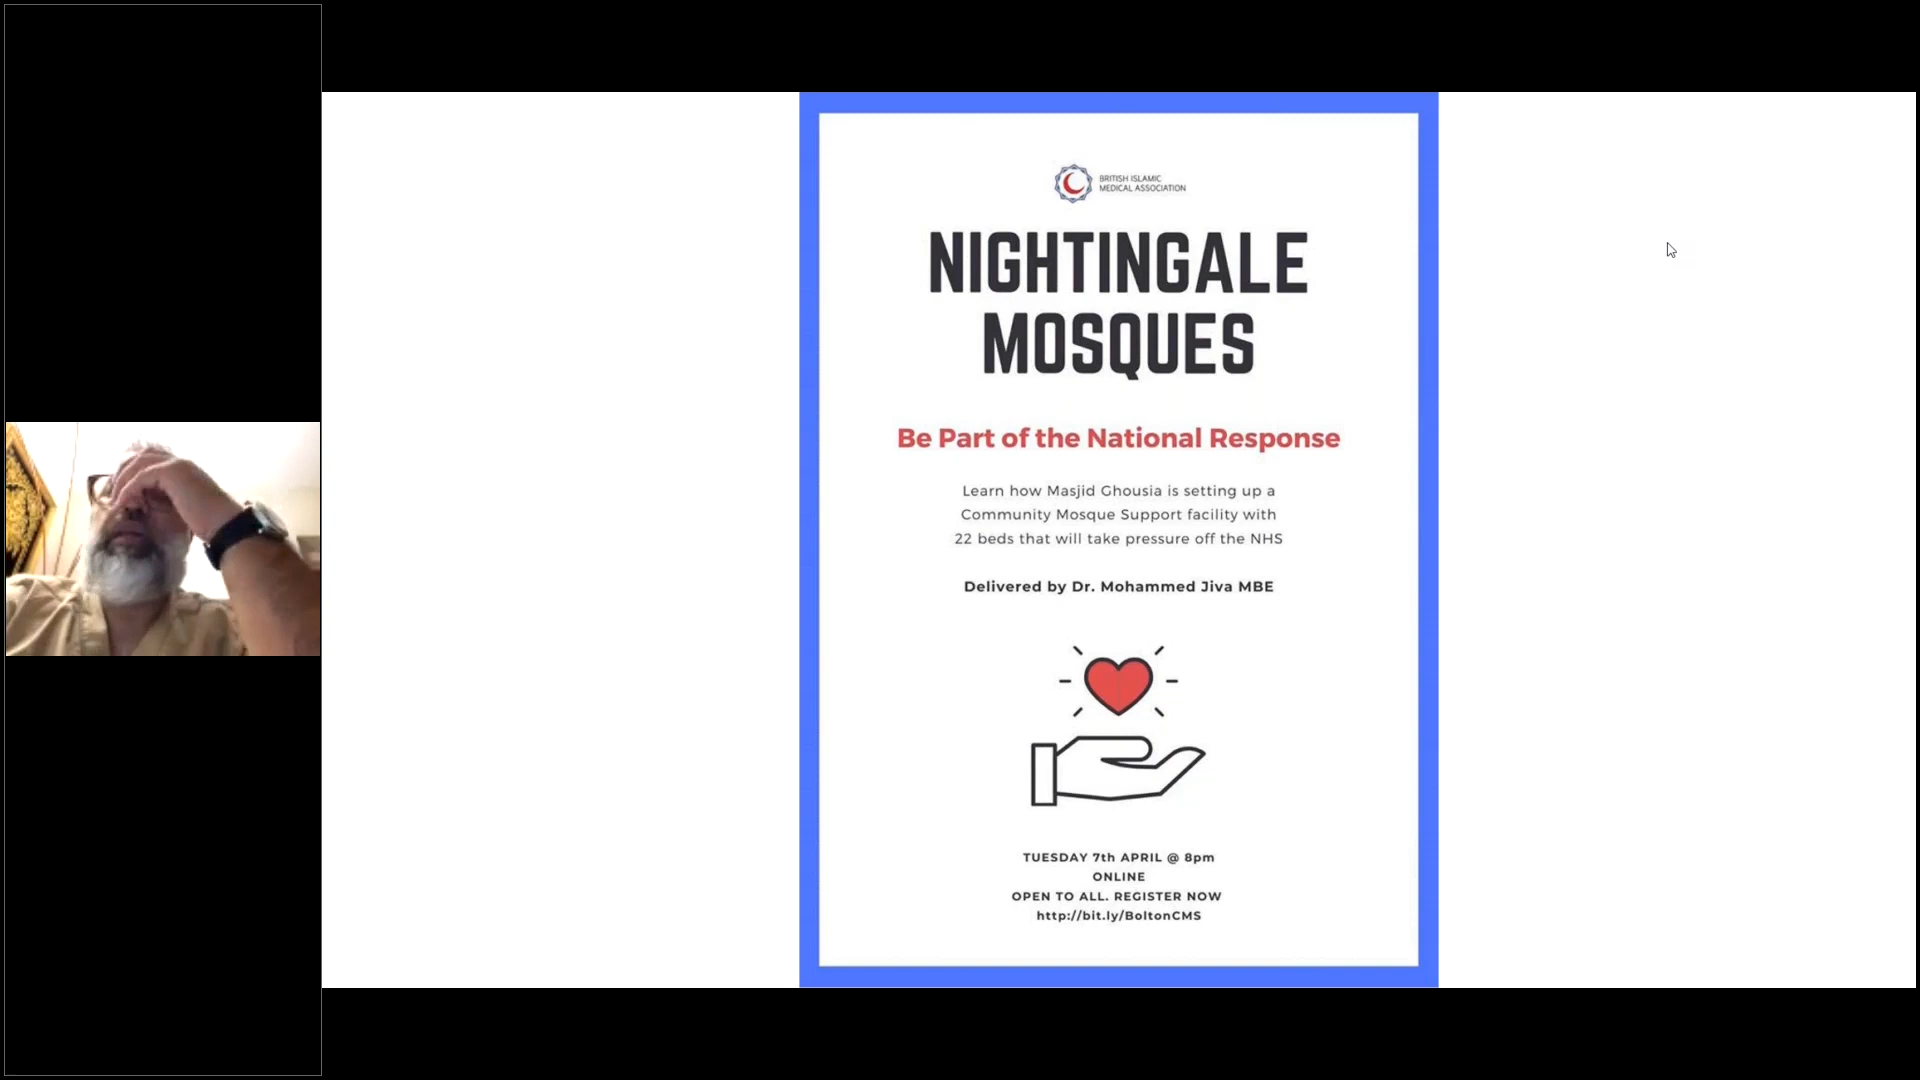 BRITISH ISLAMIC
MEDICAL ASSOCIATION
NIGHTINGALE
MOSQUES
Be Part of the National Response
Learn how Masjid Ghousia is setting up a
Community Mosque Support facility with
22 beds that will take pressure off the NHS
Delivered by Dr. Mohammed Jiva MBE
TUESDAY 7th APRIL @ 8pm
ONLINE
OPEN TO ALL. REGISTER NOW
http://bit.ly/BoltonCMS